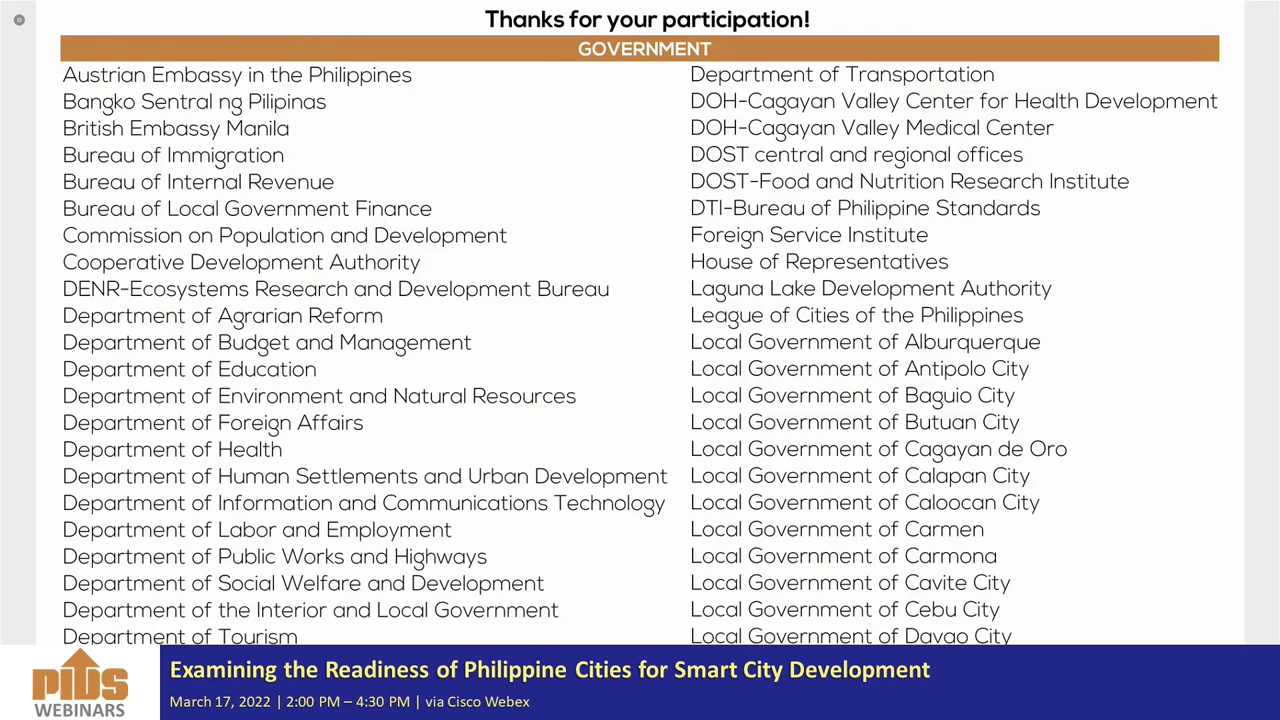 Thanks for your participation!
GOVERNMENT
Austrian Embassy in the Philippines
Bangko Sentral ng Pilipinas
British Embassy Manila
Bureau of Immigration
Bureau of Internal Revenue
Bureau of Local Government Finance
Commission on Population and Development
Cooperative Development Authority
DENR-Ecosystems Research and Development Bureau
Department of Agrarian Reform
Department of Budget and Management
Department of Education
Department of Environment and Natural Resources
Department of Foreign Affairs
Department of Health
Department of Human Settlements and Urban Development
Department of Information and Communications Technology
Department of Labor and Employment
Department of Public Works and Highways
Department of Social Welfare and Development
Department of the Interior and Local Government
Department of Tourism
Department of Transportation
DOH-Cagayan Valley Center for Health Development
DOH-Cagayan Valley Medical Center
DOST central and regional offices
DOST-Food and Nutrition Research Institute
DTI-Bureau of Philippine Standards
Foreign Service Institute
House of Representatives
Laguna Lake Development Authority
League of Cities of the Philippines
Local Government of Alburquerque
Local Government of Antipolo City
Local Government of Baguio City
Local Government of Butuan City
Local Government of Cagayan de Oro
Local Government of Calapan City
Local Government of Caloocan City
Local Government of Carmen
Local Government of Carmona
Local Government of Cavite City
Local Government of Cebu City
Local Government of Davao City
PIDS
WEBINARS
Examining the Readiness of Philippine Cities for Smart City Development
March 17, 2022 | 2:00 PM – 4:30 PM | via Cisco Webex